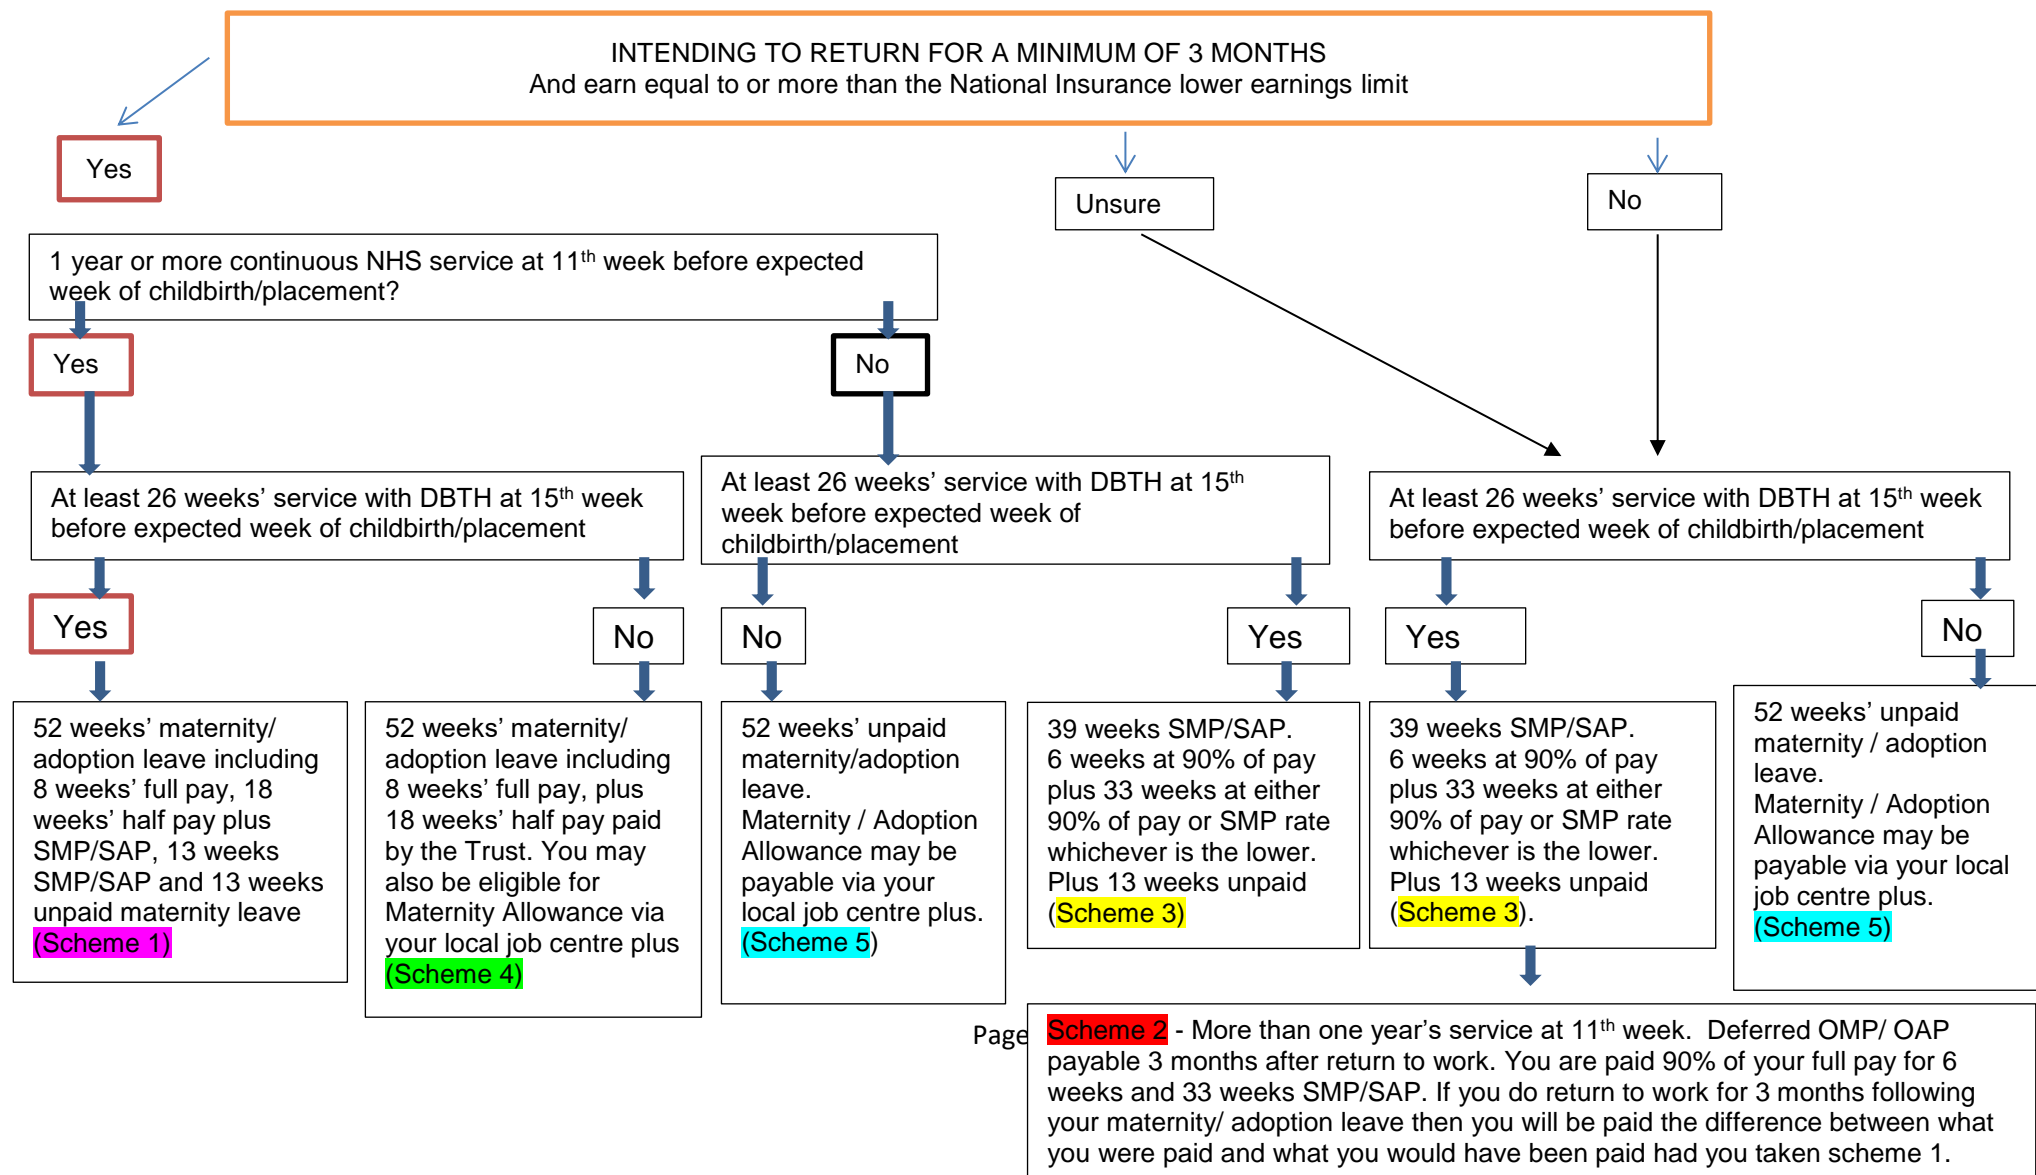 INTENDING TO RETURN FOR A MINIMUM OF 3 MONTHS
And earn equal to or more than the National Insurance lower earnings limit
Yes
Unsure
No
1 year or more continuous NHS service at 11th week before expected
week of childbirth/placement?
Yes
No
At least 26 weeks’ service with DBTH at 15th week
before expected week of childbirth/placement
At least 26 weeks’ service with DBTH at 15th
week before expected week of
childbirth/placement
At least 26 weeks’ service with DBTH at 15th week
before expected week of childbirth/placement
Yes
No
No
Yes
Yes
No
52 weeks’ maternity/
adoption leave including
8 weeks’ full pay, 18
weeks’ half pay plus
SMP/SAP, 13 weeks
SMP/SAP and 13 weeks
unpaid maternity leave
(Scheme 1)
52 weeks’ maternity/
adoption leave including
8 weeks’ full pay, plus
18 weeks’ half pay paid
by the Trust. You may
also be eligible for
Maternity Allowance via
your local job centre plus
(Scheme 4)
52 weeks’ unpaid
maternity/adoption
leave.
Maternity / Adoption
Allowance may be
payable via your
local job centre plus.
(Scheme 5)
39 weeks SMP/SAP.
6 weeks at 90% of pay
plus 33 weeks at either
90% of pay or SMP rate
whichever is the lower.
Plus 13 weeks unpaid
(Scheme 3)
39 weeks SMP/SAP.
6 weeks at 90% of pay
plus 33 weeks at either
90% of pay or SMP rate
whichever is the lower.
Plus 13 weeks unpaid
(Scheme 3).
52 weeks’ unpaid
maternity / adoption
leave.
Maternity / Adoption
Allowance may be
payable via your local
job centre plus.
(Scheme 5)
Page
Scheme 2 - More than one year’s service at 11th week. Deferred OMP/ OAP
payable 3 months after return to work. You are paid 90% of your full pay for 6
weeks and 33 weeks SMP/SAP. If you do return to work for 3 months following
your maternity/ adoption leave then you will be paid the difference between what
you were paid and what you would have been paid had you taken scheme 1.